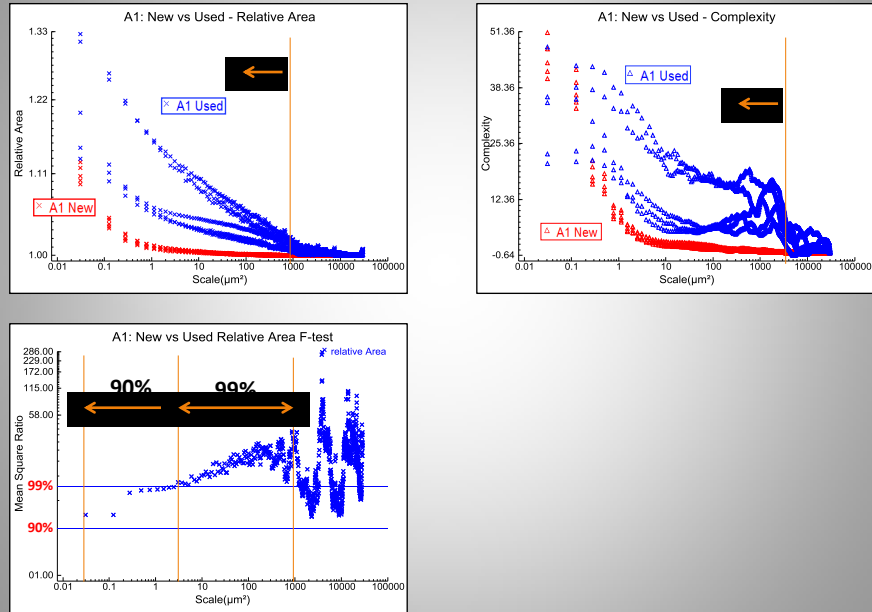 A1: New vs Used - Relative Area
1.33
1.22
1.11
1.00
Relative Area
A1 Used
A1 New
0.01 0.1 1 10 100 1000 10000 100000
Scale(µm²)
A1: New vs Used - Complexity
51.36
38.36
25.36
12.36
-0.64
Complexity
A1 Used
A1 New
0.01 0.1 1 10 100 1000 10000 100000
Scale(µm²)
A1: New vs Used Relative Area F-test
286.00
229.00
172.00
115.00
58.00
99%
90%
01.00
Mean Square Ratio
relative Area
90% 99%
0.01 0.1 1 10 100 1000 10000 100000
Scale(µm²)